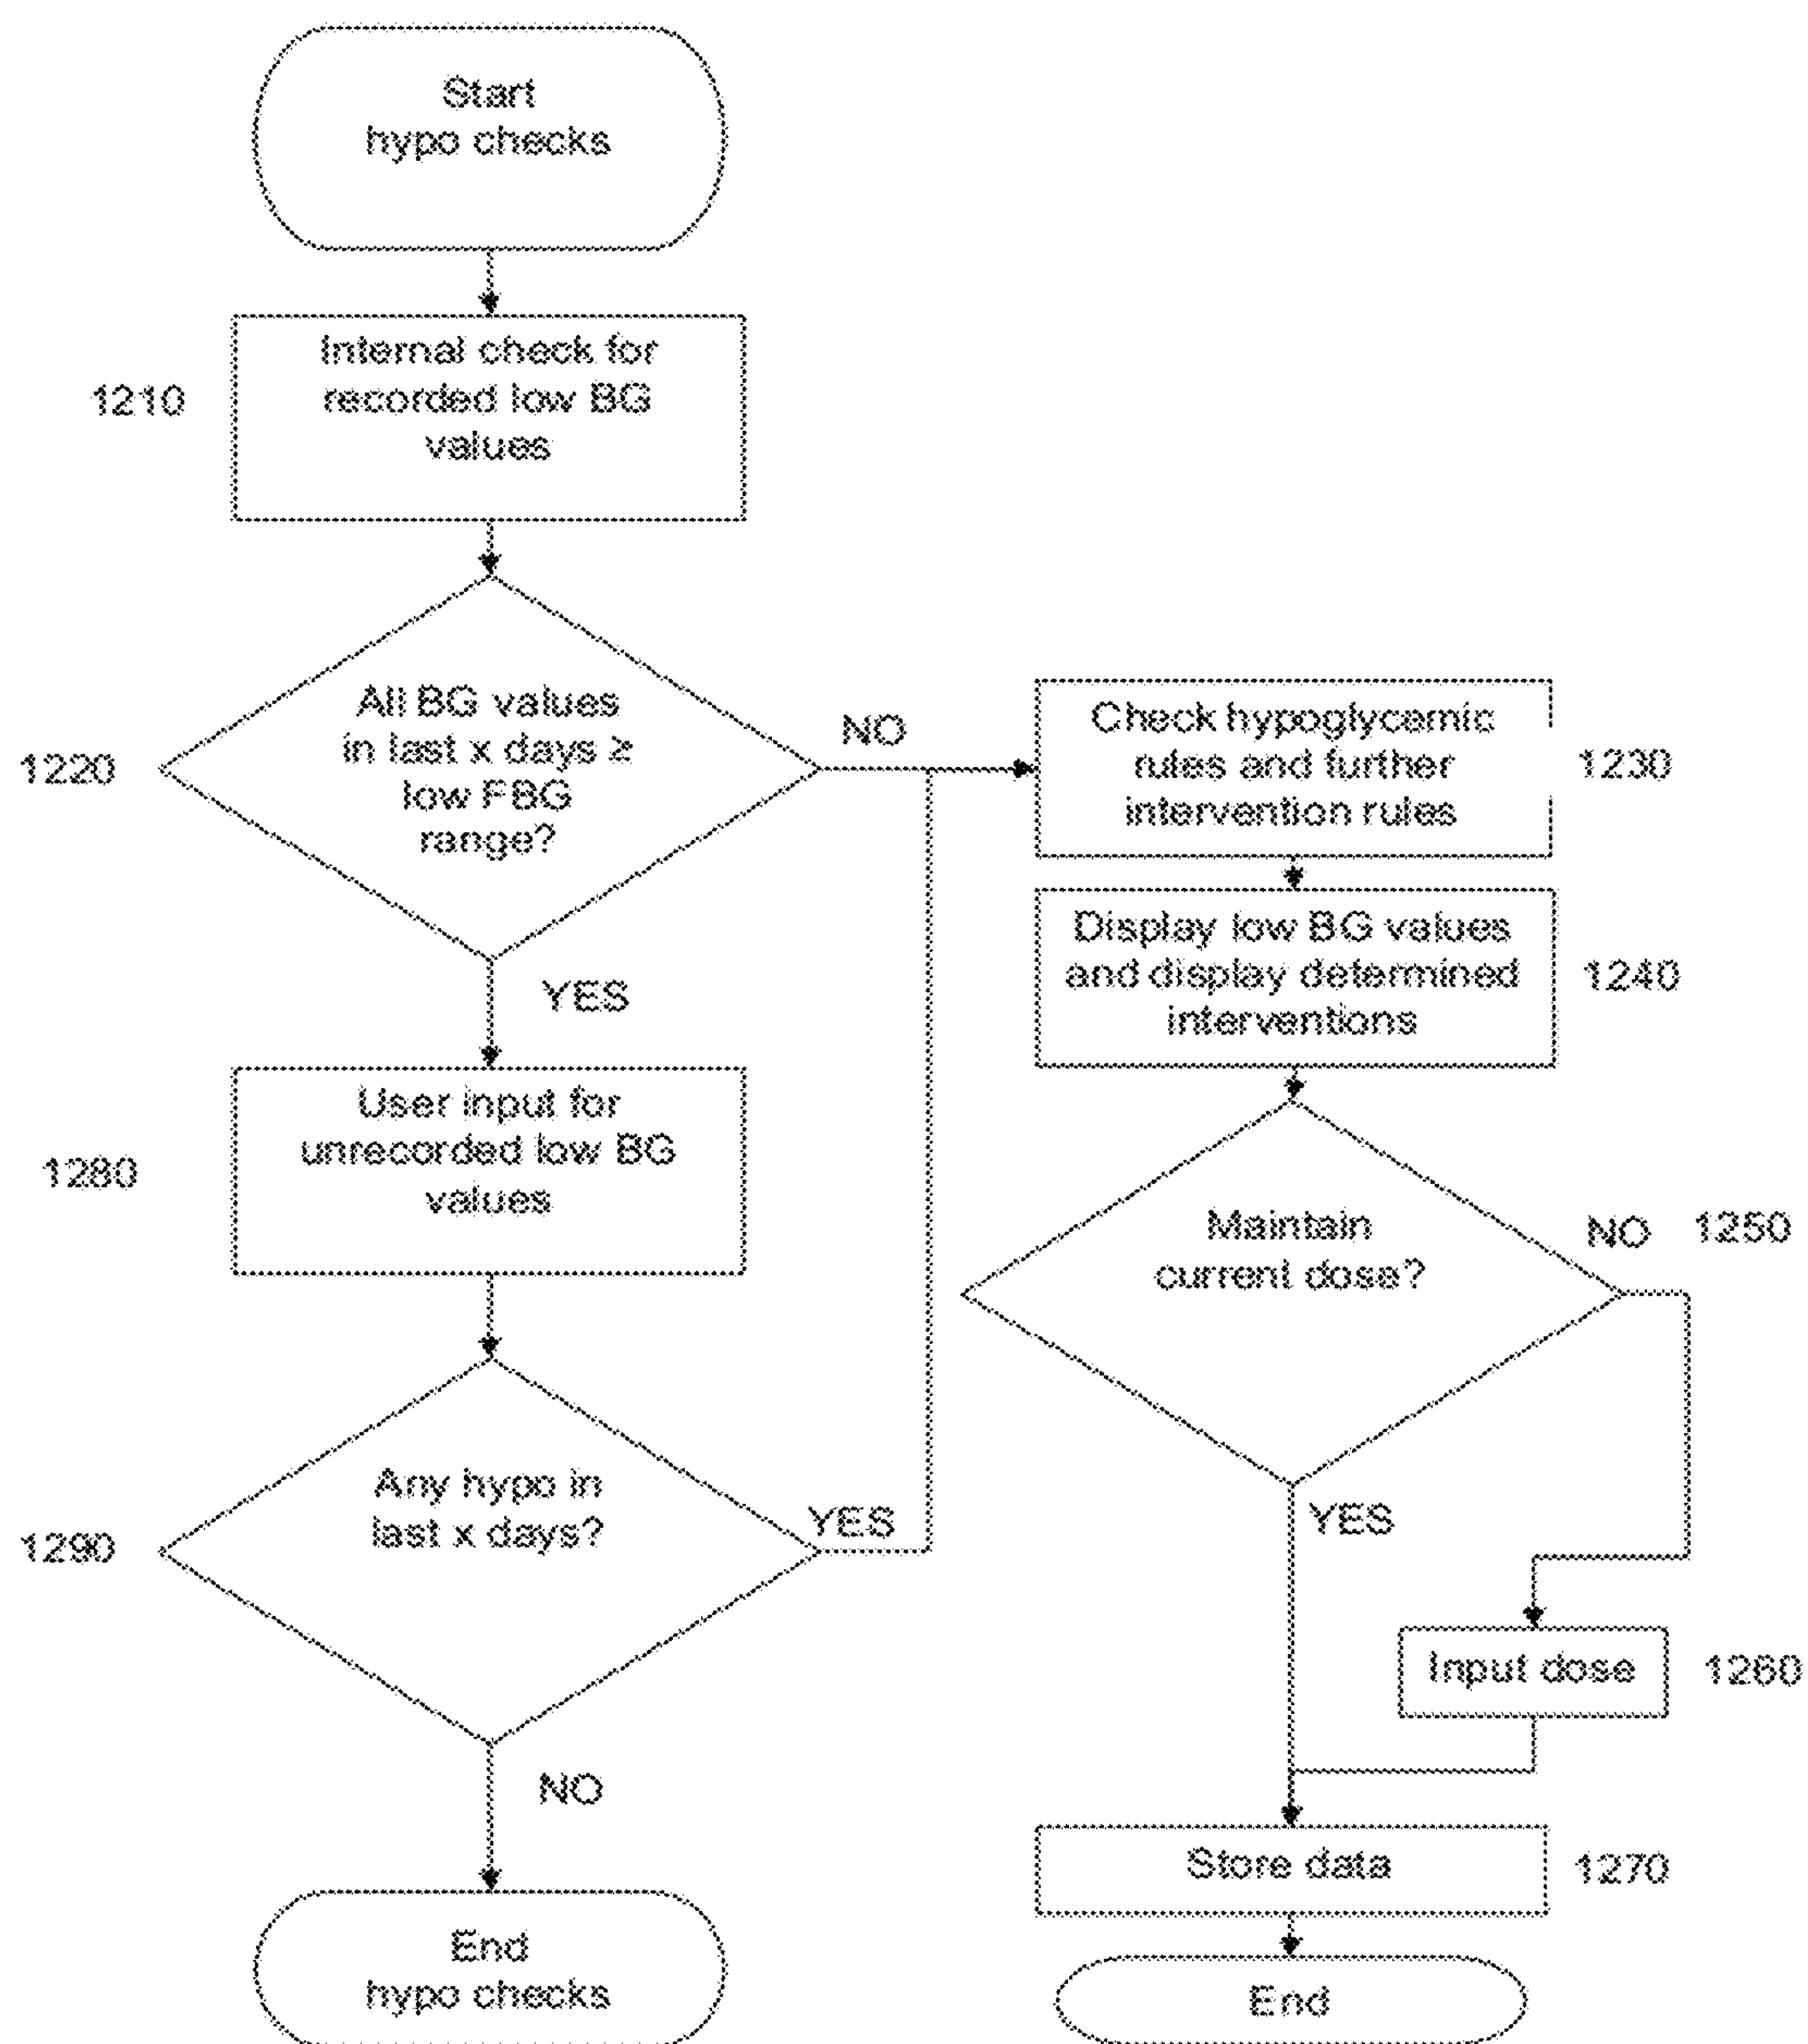 Start
hypo checks
1210
Internal check for
recorded low BG
values
1220
All BG values
in last x days ≥
low FBG
range?
NO
YES
1230
Check hypoglycemic
rules and further
intervention rules
1240
Display low BG values
and display determined
interventions
1280
User input for
unrecorded low BG
values
1250
Maintain
current dose?
NO
YES
1290
Any hypo in
last x days?
YES
NO
Input dose
1260
Store data
1270
End
hypo checks
End